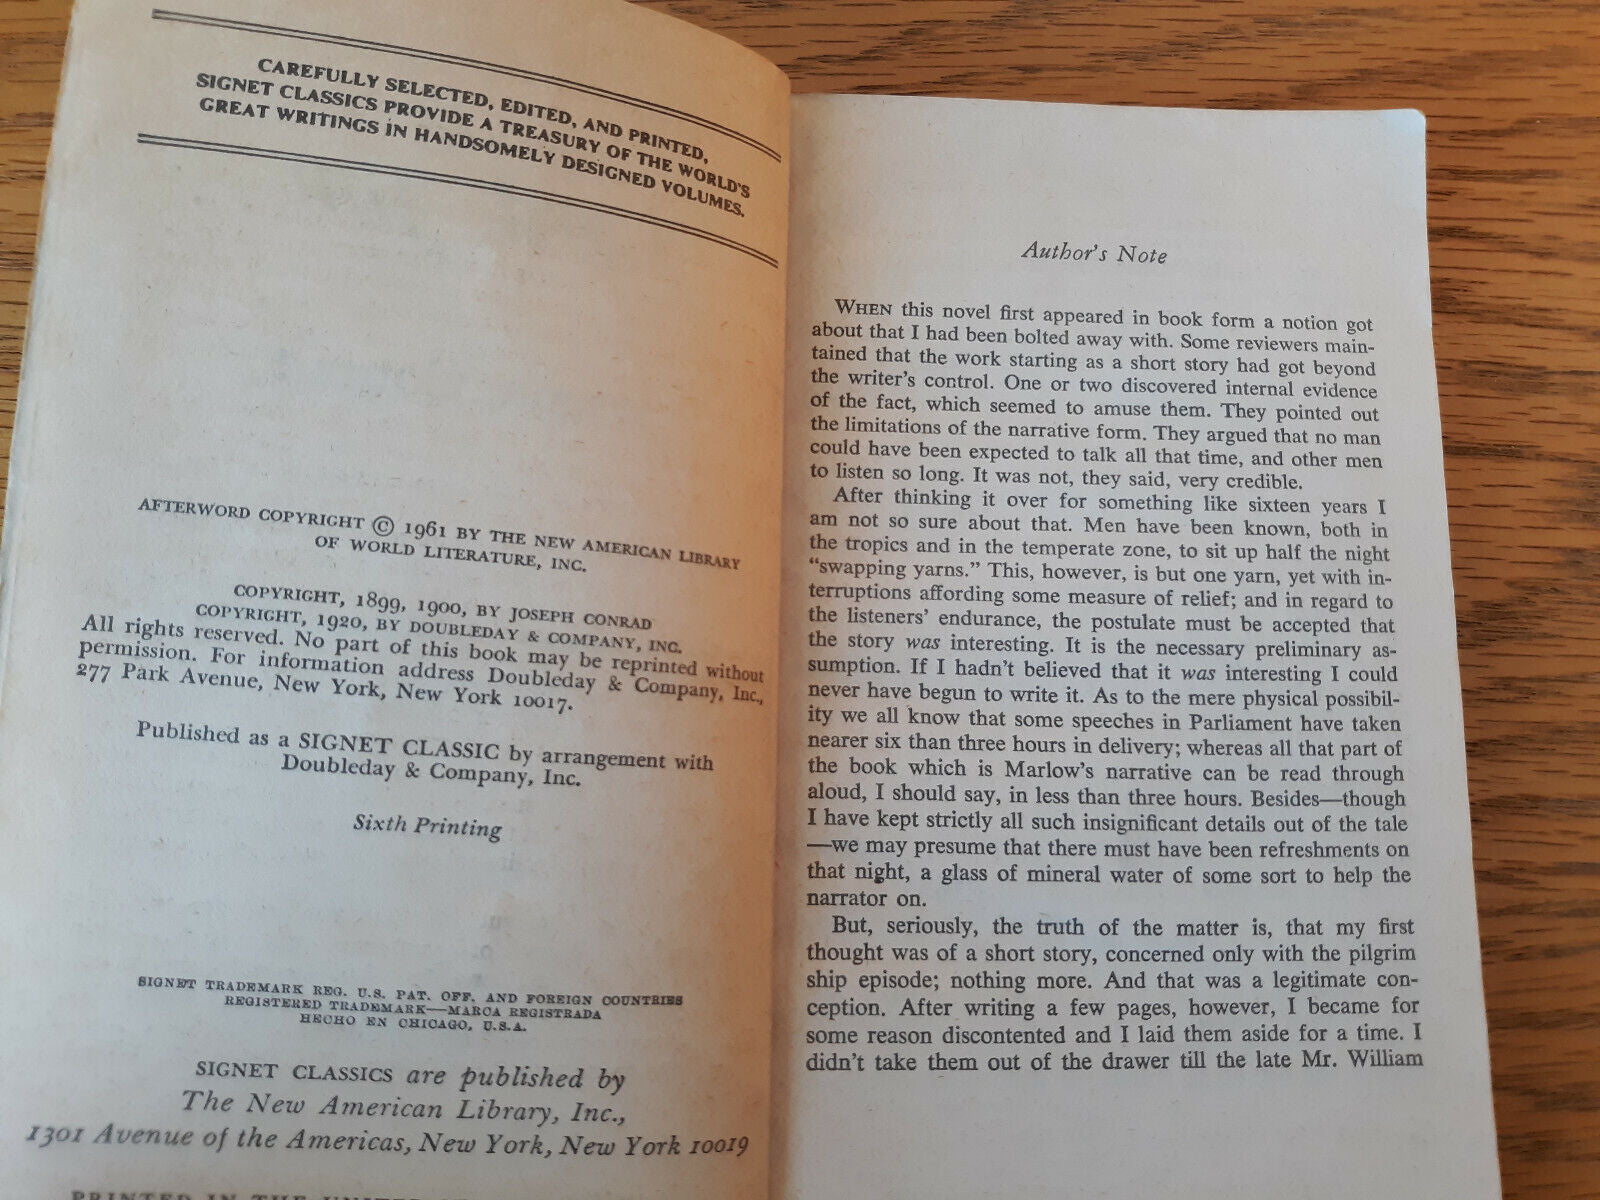 CAREFULLY SELECTED, EDITED, AND PRINTED,
SIGNET CLASSICS PROVIDE A TREASURY OF THE WORLD'S
GREAT WRITINGS IN HANDSOMELY DESIGNED VOLUMES.
AFTERWORD COPYRIGHT © 1961 BY THE NEW AMERICAN LIBRARY
OF WORLD LITERATURE, INC.
COPYRIGHT, 1899, 1900, BY JOSEPH CONRAD
COPYRIGHT, 1920, BY DOUBLEDAY & COMPANY, INC.
All rights reserved. No part of this book may be reprinted without
permission. For information address Doubleday & Company, Inc.,
277 Park Avenue, New York, New York 10017.
Published as a SIGNET CLASSIC by arrangement with
Doubleday & Company, Inc.
Sixth Printing
SIGNET TRADEMARK REG. U.S. PAT. OFF. AND FOREIGN COUNTRIES
REGISTERED TRADEMARK—MARCA REGISTRADA
HECHO EN CHICAGO, U.S.A.
SIGNET CLASSICS are published by
The New American Library, Inc.,
1301 Avenue of the Americas, New York, New York 10019
PRINTED IN THE
Author's Note
WHEN this novel first appeared in book form a notion got
about that I had been bolted away with. Some reviewers main-
tained that the work starting as a short story had got beyond
the writer's control. One or two discovered internal evidence
of the fact, which seemed to amuse them. They pointed out
the limitations of the narrative form. They argued that no man
could have been expected to talk all that time, and other men
to listen so long. It was not, they said, very credible.
After thinking it over for something like sixteen years I
am not so sure about that. Men have been known, both in
the tropics and in the temperate zone, to sit up half the night
"swapping yarns." This, however, is but one yarn, yet with in-
terruptions affording some measure of relief; and in regard to
the listeners' endurance, the postulate must be accepted that
the story was interesting. It is the necessary preliminary as-
sumption. If I hadn't believed that it was interesting I could
never have begun to write it. As to the mere physical possibil-
ity we all know that some speeches in Parliament have taken
nearer six than three hours in delivery; whereas all that part of
the book which is Marlow's narrative can be read through
aloud, I should say, in less than three hours. Besides—though
I have kept strictly all such insignificant details out of the tale
—we may presume that there must have been refreshments on
that night, a glass of mineral water of some sort to help the
narrator on.
But, seriously, the truth of the matter is, that my first
thought was of a short story, concerned only with the pilgrim
ship episode; nothing more. And that was a legitimate con-
ception. After writing a few pages, however, I became for
some reason discontented and I laid them aside for a time. I
didn't take them out of the drawer till the late Mr. William